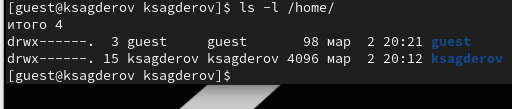 [guest@ksagderov ksagderov]$ ls -l /home/
итого 4
drwx------.  3 guest     guest       98 мар  2 20:21 guest
drwx------. 15 ksagderov ksagderov 4096 мар  2 20:12 ksagderov
[guest@ksagderov ksagderov]$